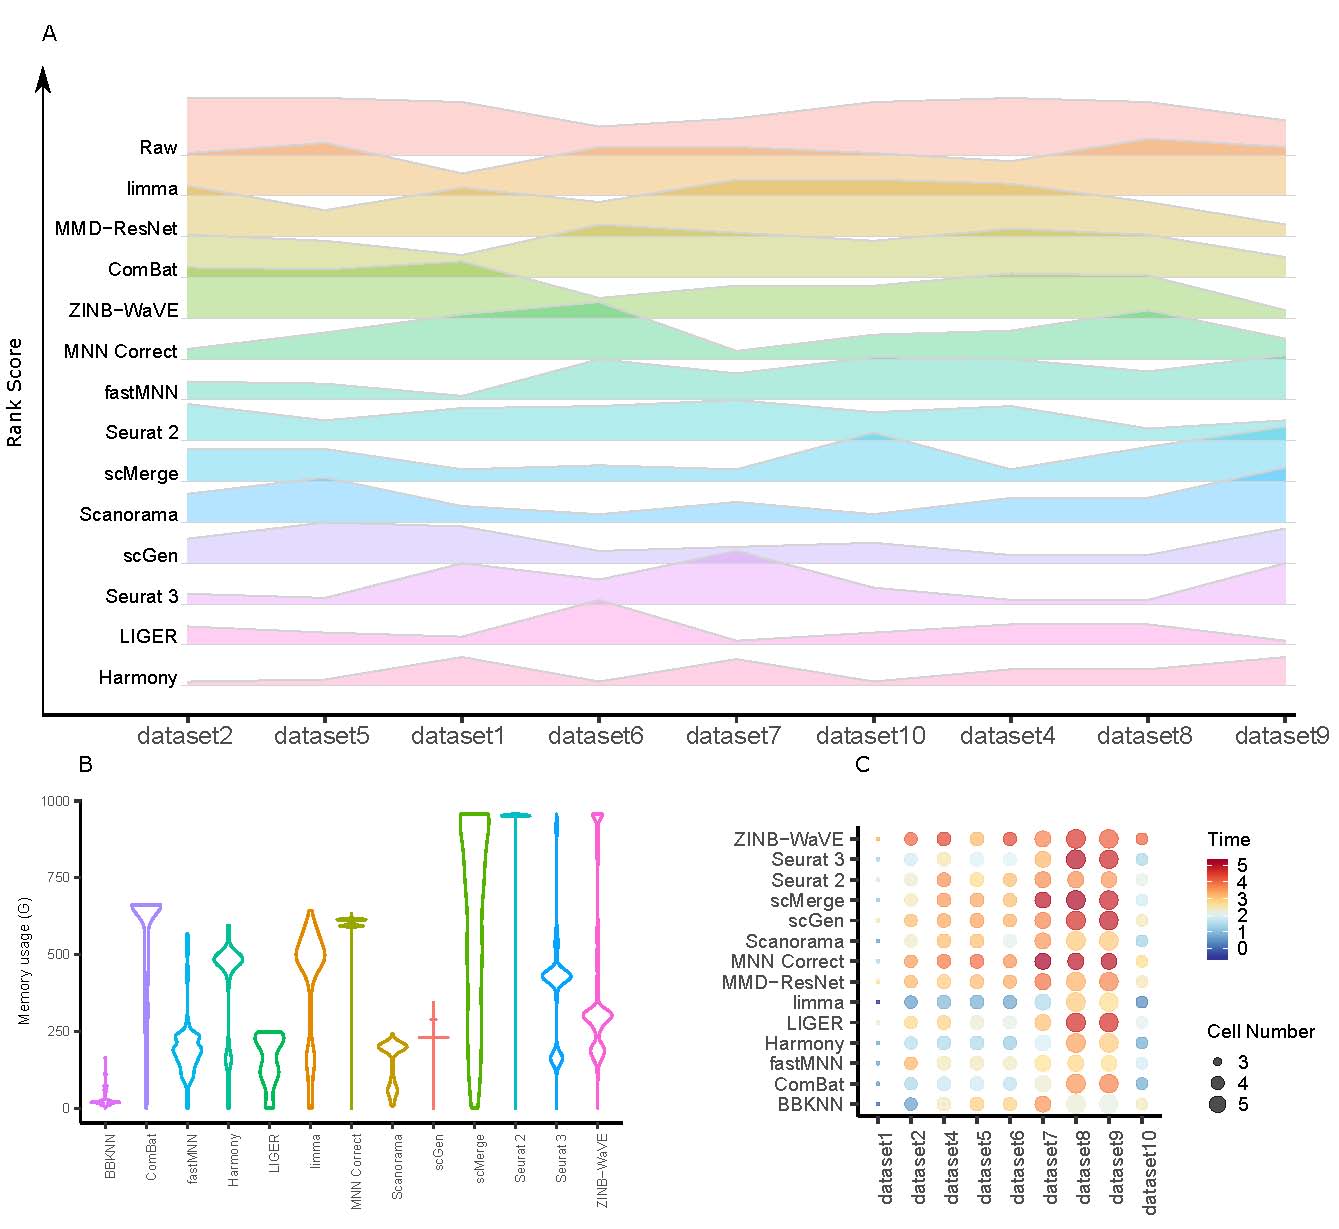 A
Rank Score
Raw
limma
MMD−ResNet
ComBat
ZINB−WaVE
MNN Correct
fastMNN
Seurat 2
scMerge
Scanorama
scGen
Seurat 3
LIGER
Harmony
dataset2 dataset5 dataset1 dataset6 dataset7 dataset10 dataset4 dataset8 dataset9
B
Memory usage (G)
1000
750
500
250
0
BBKNN ComBat fastMNN Harmony LIGER limma MNN Correct Scanorama scGen scMerge Seurat 2 Seurat 3 ZINB−WaVE
C
ZINB−WaVE
Seurat 3
Seurat 2
scMerge
scGen
Scanorama
MNN Correct
MMD−ResNet
limma
LIGER
Harmony
fastMNN
ComBat
BBKNN
dataset1 dataset2 dataset4 dataset5 dataset6 dataset7 dataset8 dataset9 dataset10
Time
5
4
3
2
1
0
Cell Number
3
4
5